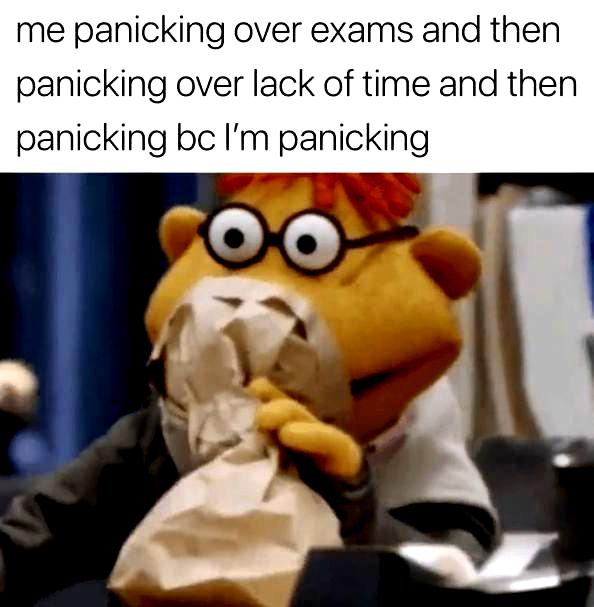 me panicking over exams and then
panicking over lack of time and then
panicking bc I'm panicking